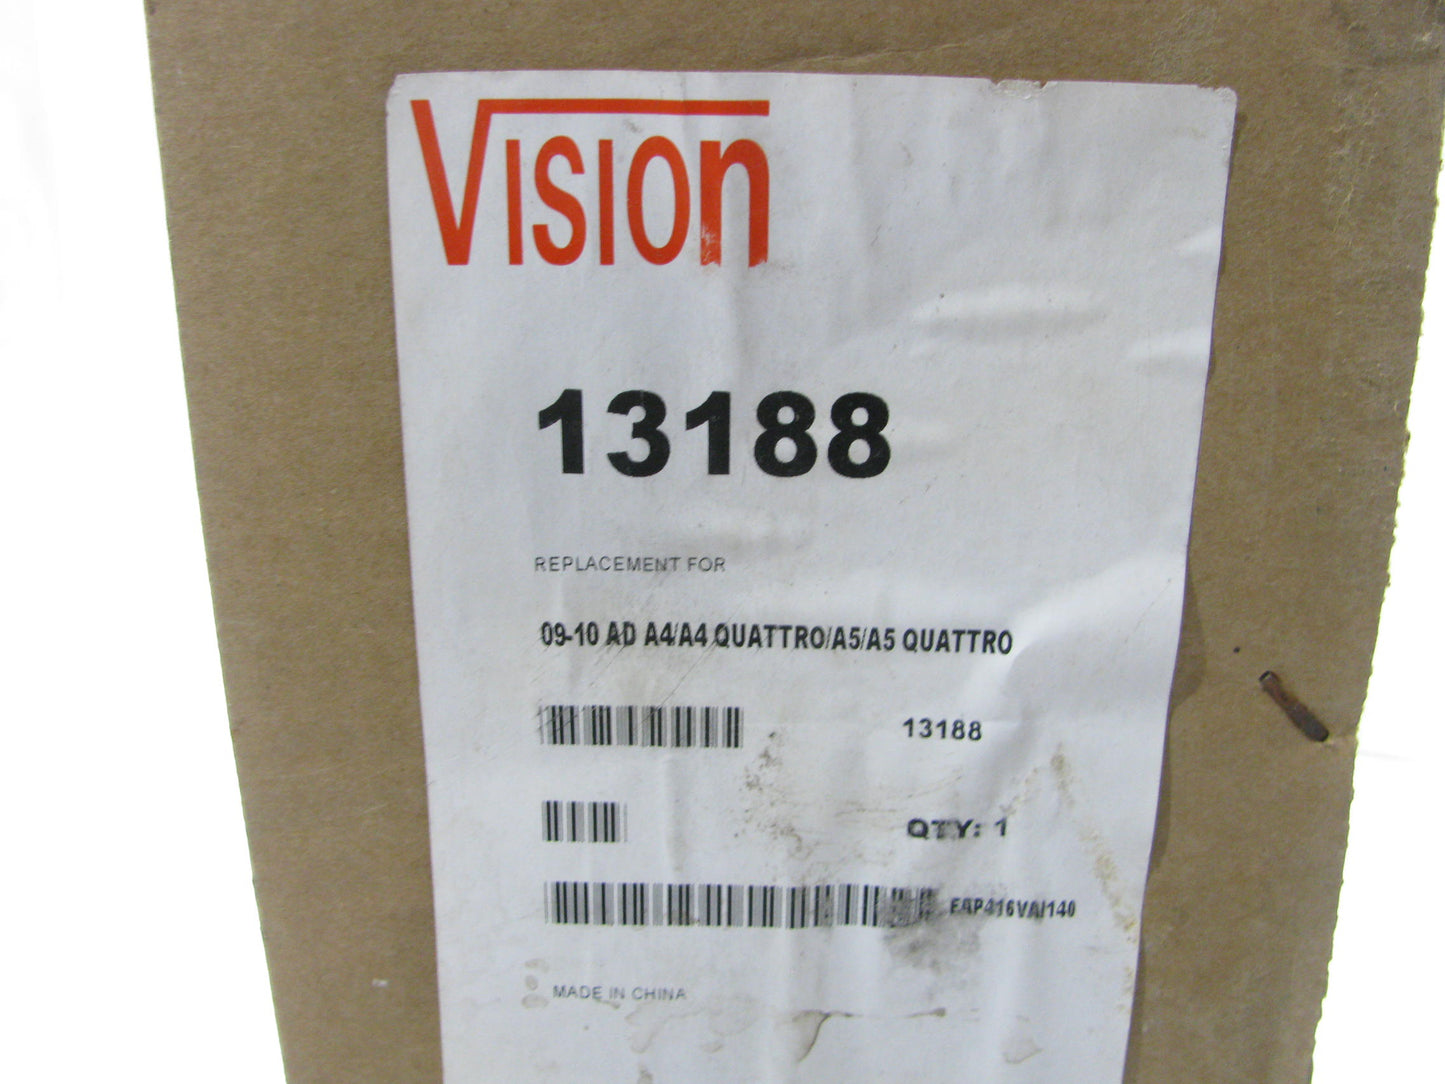 VISIOn
13188
REPLACEMENT FOR
09-10 AD A4/A4 QUATTRO/A5/A5 QUATTRO
13188
QTY: 1
MADE IN CHINA